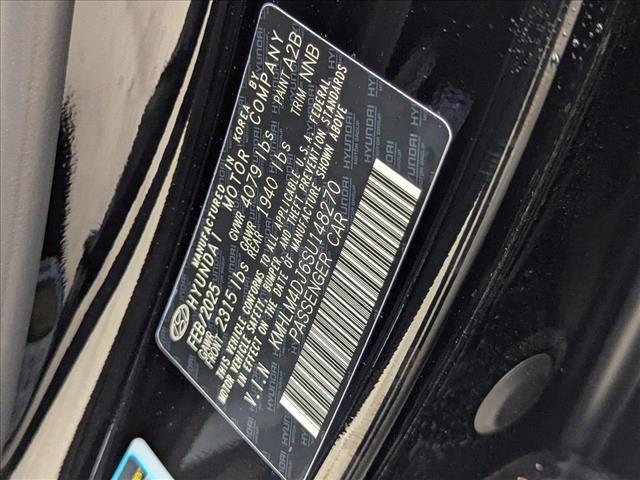 MANUFACTURED IN KOREA BY
HYUNDAI MOTOR COMPANY
FEB/2025 GVWR 4079 lbs PAINT A2B
GAWR FRONT 2315 lbs GAWR REAR 1940 lbs TRIM NNB
THIS VEHICLE CONFORMS TO ALL APPLICABLE U.S.A. FEDERAL
MOTOR VEHICLE SAFETY, BUMPER, AND THEFT PREVENTION STANDARDS
IN EFFECT ON THE DATE OF MANUFACTURE SHOWN ABOVE
V.I.N KMHLM4DJ6SU148270
PASSENGER CAR